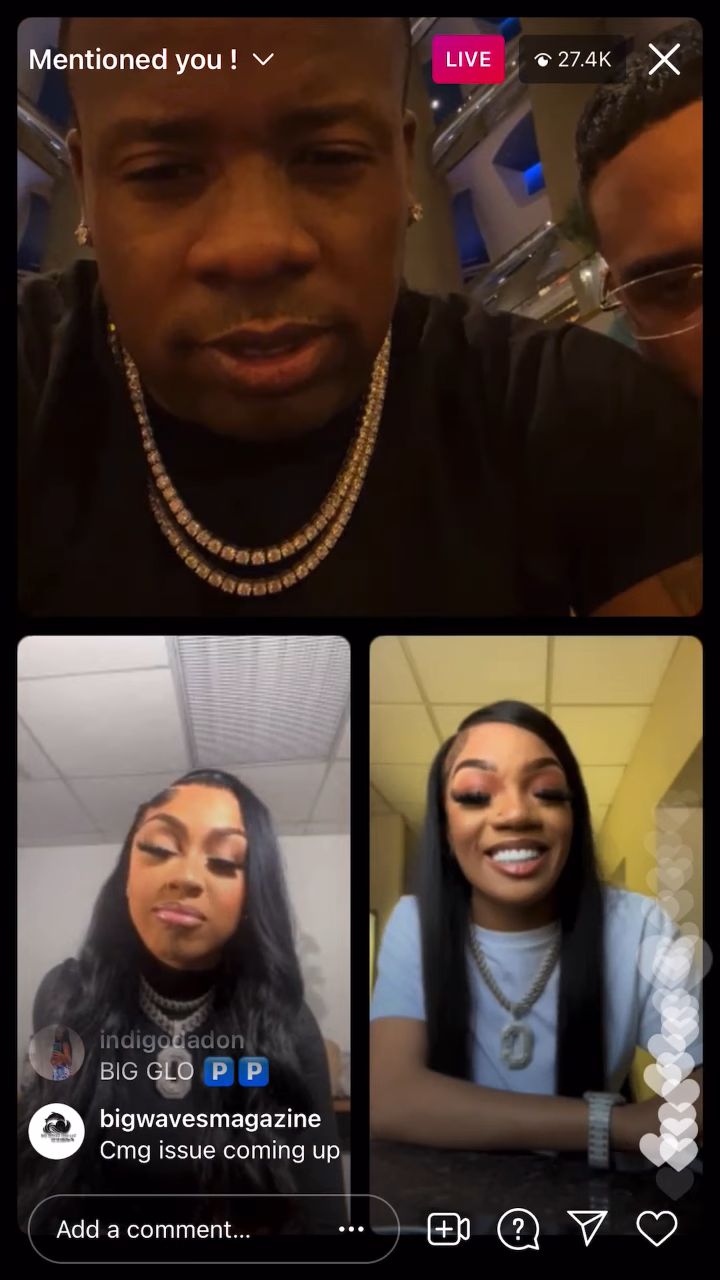 Mentioned you !
LIVE
27.4K
indigodadon
BIG GLO 🅿️🅿️
bigwavesmagazine
Cmg issue coming up
Add a comment...